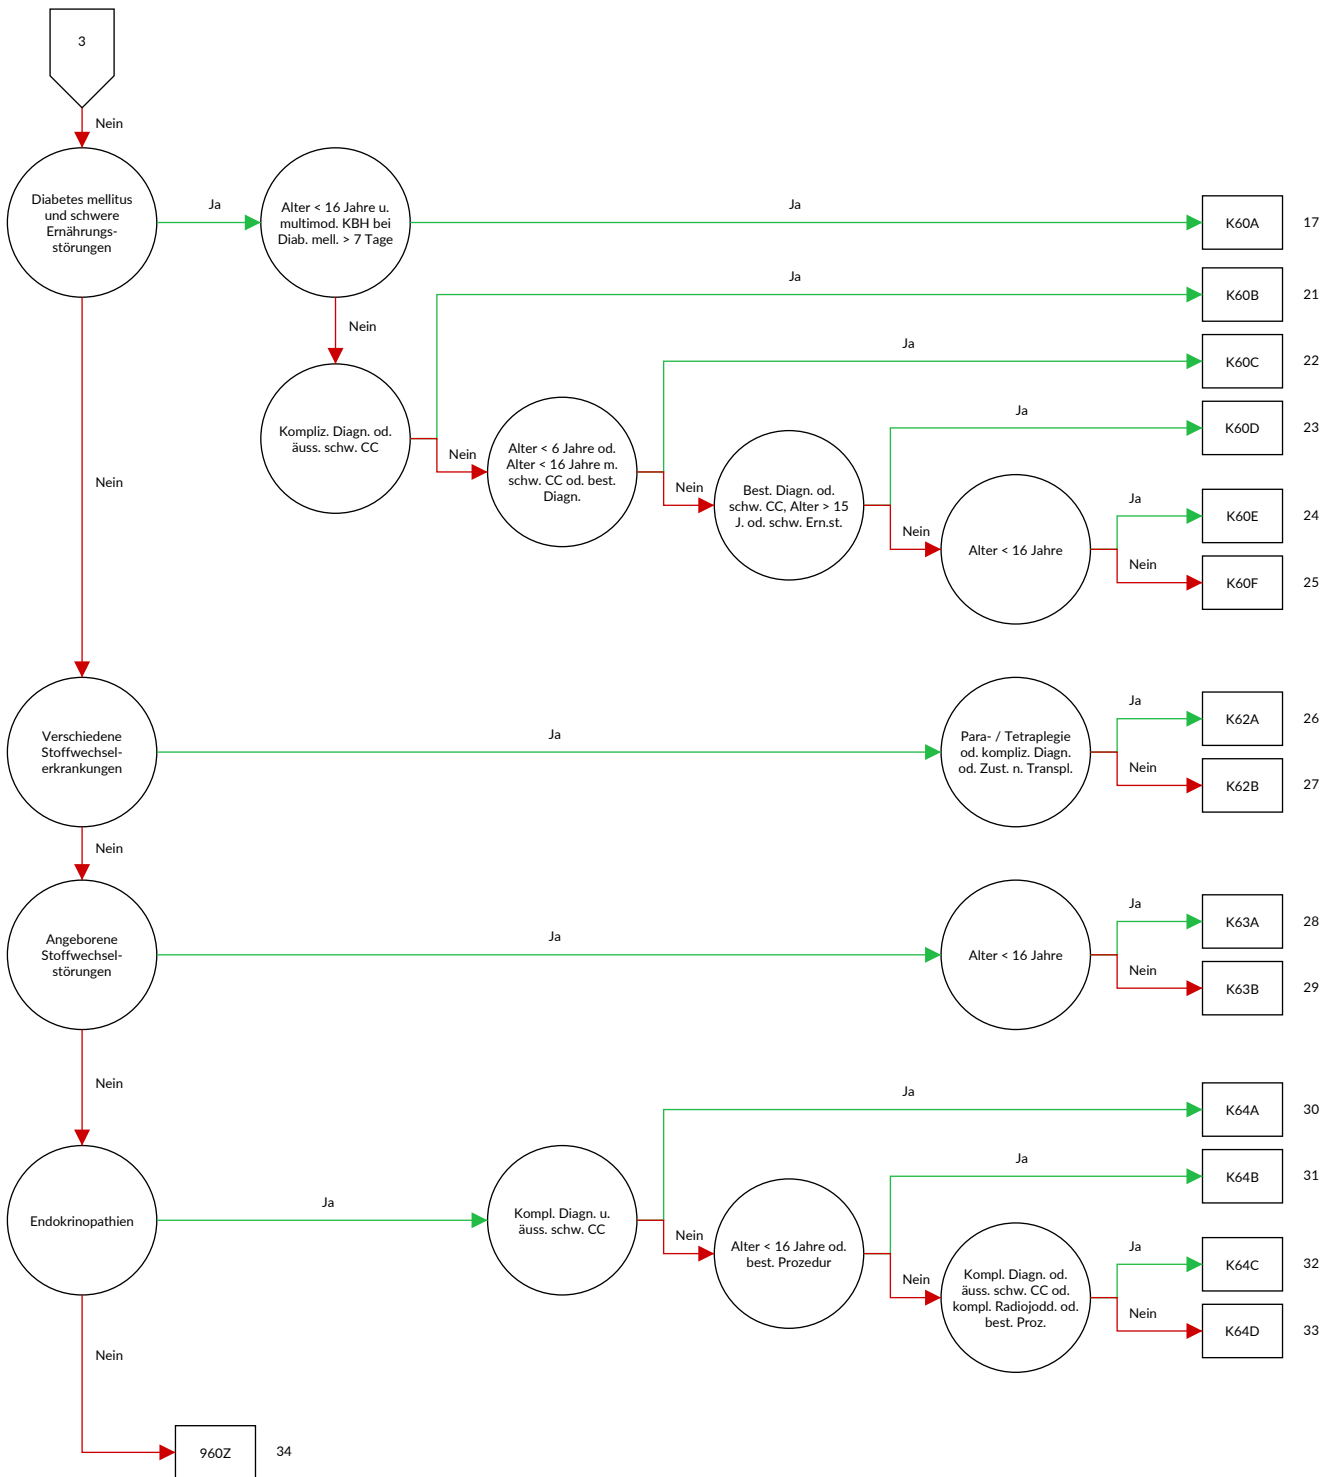 3
Nein
Diabetes mellitus
und schwere
Ernährungs-
störungen
Ja
Alter < 16 Jahre u.
multimod. KBH bei
Diab. mell. > 7 Tage
Ja
K60A
17
Nein
Ja
K60B
21
Kompliz. Diagn. od.
äuss. schw. CC
Nein
Alter < 6 Jahre od.
Alter < 16 Jahre m.
schw. CC od. best.
Diagn.
Ja
K60C
22
Nein
Best. Diagn. od.
schw. CC, Alter > 15
J. od. schw. Ern.st.
Ja
K60D
23
Nein
Alter < 16 Jahre
Ja
K60E
24
Nein
K60F
25
Nein
Verschiedene
Stoffwechsel-
erkrankungen
Ja
Para- / Tetraplegie
od. kompliz. Diagn.
od. Zust. n. Transpl.
Ja
K62A
26
Nein
K62B
27
Nein
Angeborene
Stoffwechsel-
störungen
Ja
Alter < 16 Jahre
Ja
K63A
28
Nein
K63B
29
Nein
Endokrinopathien
Ja
Kompl. Diagn. u.
äuss. schw. CC
Ja
K64A
30
Nein
Alter < 16 Jahre od.
best. Prozedur
Ja
K64B
31
Nein
Kompl. Diagn. od.
äuss. schw. CC od.
kompl. Radiojodd. od.
best. Proz.
Ja
K64C
32
Nein
K64D
33
Nein
960Z
34